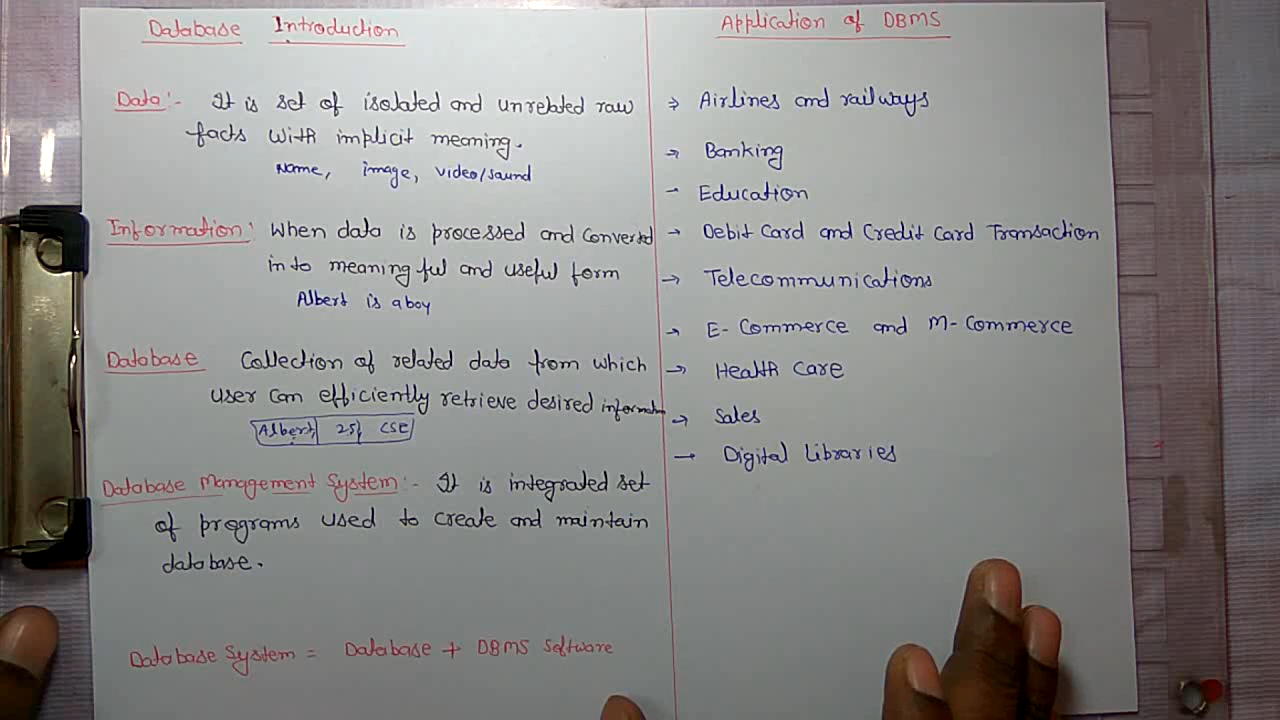 Database Introduction
Data :- It is set of isolated and unrelated raw
facts with implicit meaning.
Name, image, video/saund
Information : When data is processed and converted
in to meaningful and useful form
Albert is a boy
Database Collection of related data from which
user can efficiently retrieve desired information
Albert, 25, CSE
Database Management System :- It is integrated set
of programs used to create and maintain
database.
Database System = Database + DBMS Software
Application of DBMS
→ Airlines and railways
→ Banking
- Education
→ Debit Card and Credit Card Transaction
→ Telecommunications
→ E-Commerce and M-Commerce
→ Health Care
→ Sales
→ Digital Libraries